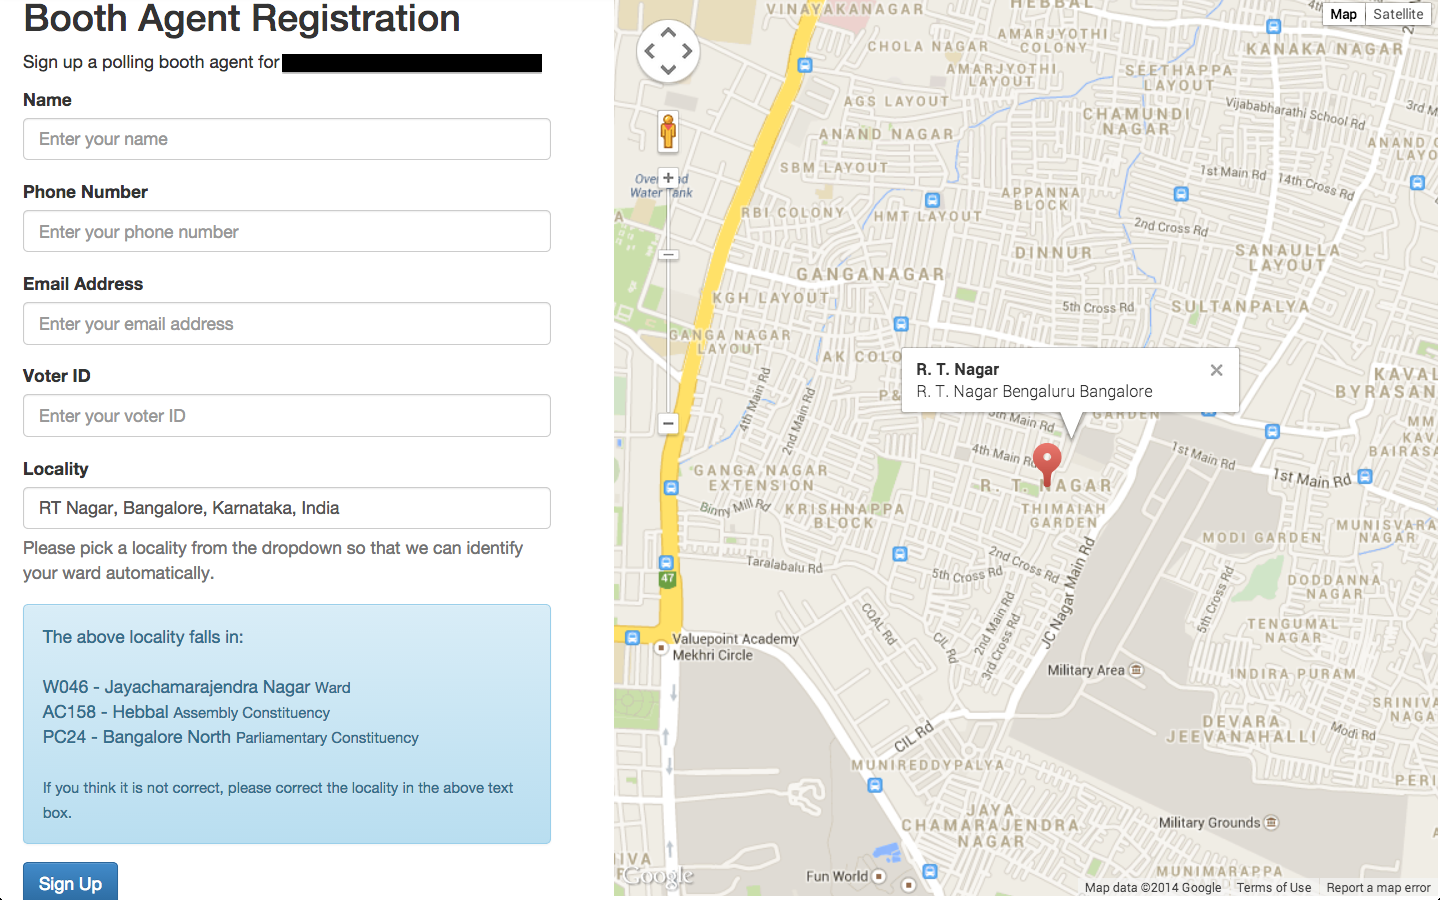 Booth Agent Registration
Sign up a polling booth agent for
Name
Enter your name
Phone Number
Enter your phone number
Email Address
Enter your email address
Voter ID
Enter your voter ID
Locality
RT Nagar, Bangalore, Karnataka, India
Please pick a locality from the dropdown so that we can identify
your ward automatically.
The above locality falls in:
W046 - Jayachamarajendra Nagar Ward
AC158 - Hebbal Assembly Constituency
PC24 - Bangalore North Parliamentary Constituency
If you think it is not correct, please correct the locality in the above text
box.
Sign Up
VINAYAKANAGAR
HEBBAL
Map
Satellite
CHOLA NAGAR
AMARJYOTHI
COLONY
KANAKA NAGAR
AMARJYOTHI
LAYOUT
SEETHAPPA
LAYOUT
AGS LAYOUT
Vijababharathi School Rd
3rd M
CHAMUNDI
NAGAR
ANAND NAGAR
ANAND
COLONY
SBM LAYOUT
1st Main Rd
14th Cross Rd
Water Tank
APPANNA
BLOCK
RBI COLONY
HMT LAYOUT
2nd Cross Rd
DINNUR
SANAULLA
LAYOUT
GANGANAGAR
KGH LAYOUT
5th Cross Rd
SULTANPALYA
GANGA NAGAR
LAYOUT
AK COLO
R. T. Nagar
R. T. Nagar Bengaluru Bangalore
KAVAL
BYRASAN
4th Main Rd
2nd Main Rd
P&
5th Main Rd
GARDEN
MM
KAVA
BAIRASA
4th Main Rd
1st Main Rd
1st Main Rd
GANGA NAGAR
EXTENSION
R. T. NAGAR
Binny Mill Rd
KRISHNAPPA
BLOCK
THIMAIAH
GARDEN
MUNISVARA
NAGAR
MODI GARDEN
Taralabalu Rd
2nd Cross Rd
5th Cross Rd
47
JC Nagar Main Rd
5th Cross Rd
DODDANNA
NAGAR
COAL Rd
CIL Rd
2nd Main Rd
3rd Cross Rd
TENGUMAL
NAGAR
Valuepoint Academy
Mekhri Circle
Military Area
INDIRA PURAM
SRINIV
NAGA
CIL Rd
DEVARA
JEEVANAHALLI
Modi Rd
MUNIREDDYPALYA
PERI
JAYA
CHAMARAJENDRA
NAGAR
Military Grounds
IVA
Google
Fun World
MUNIMARAPPA
Map data ©2014 Google
Terms of Use
Report a map error